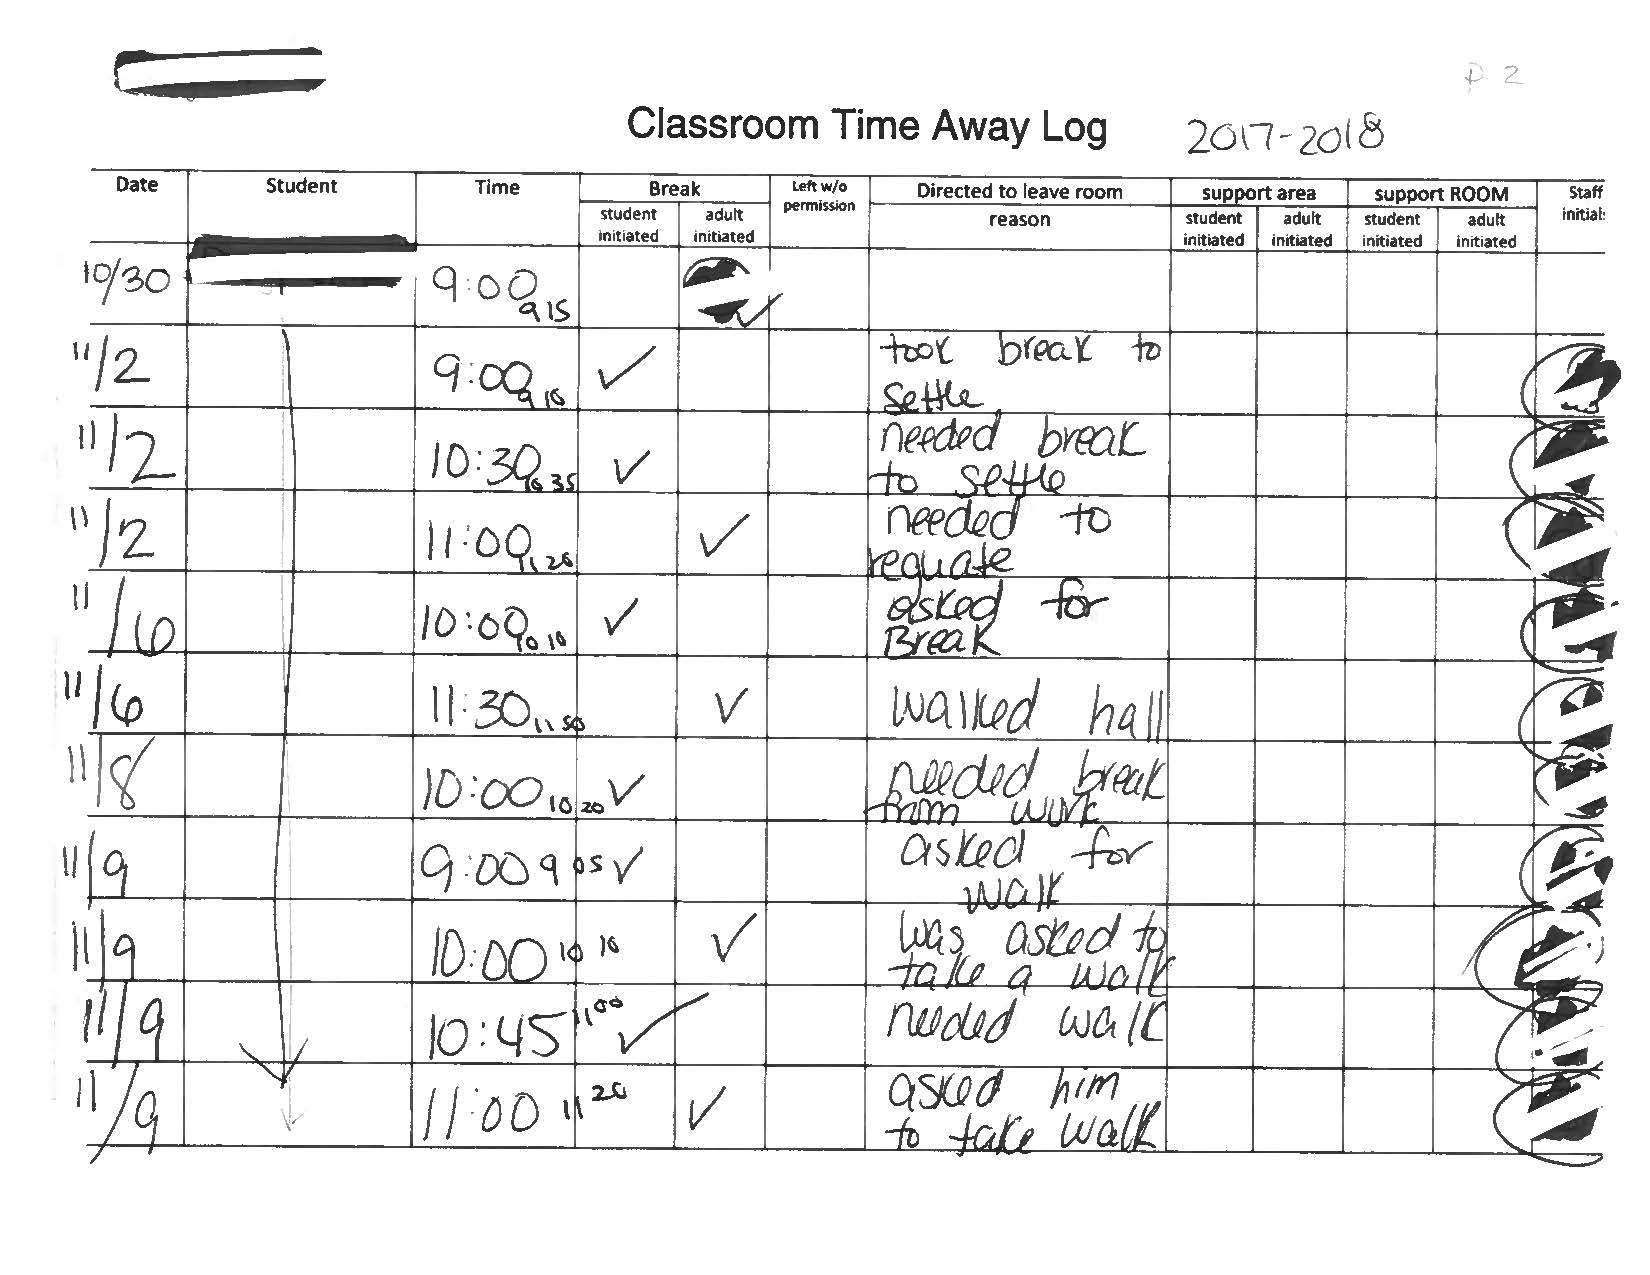 p. 2
Classroom Time Away Log 2017-2018
Date Student Time Break Left w/o permission Directed to leave room support area support ROOM Staff initials
student initiated adult initiated reason student initiated adult initiated student initiated adult initiated
10/30 9:00 9 15 ✓
11/2 9:00 9 10 ✓ took break to
settle
11/2 10:30 10 35 ✓ needed break
to settle
11/2 11:00 11 20 ✓ needed to
reguate
11/6 10:00 10 10 ✓ asked for
Break
11/6 11:30 11 50 ✓ walked hall
11/8 10:00 10 20 ✓ needed break
from work
11/9 9:00 9 05 ✓ asked for
walk
11/9 10:00 10 10 ✓ was asked to
take a walk
11/9 10:45 11 00 ✓ needed walk
11/9 11:00 11 20 ✓ asked him
to take walk